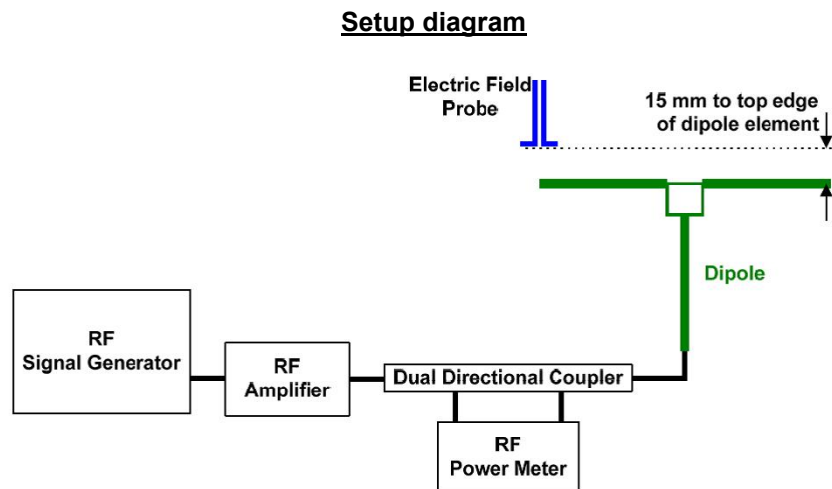 Setup diagram
Electric Field
Probe
15 mm to top edge
of dipole element
Dipole
RF
Signal Generator
RF
Amplifier
Dual Directional Coupler
RF
Power Meter